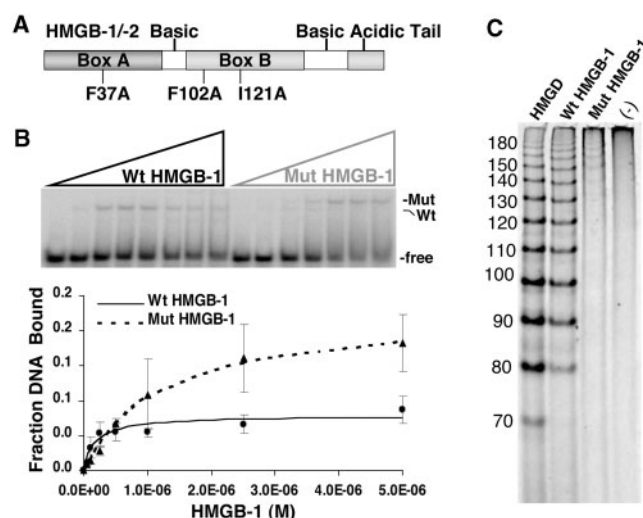 A
HMGB-1/-2 Basic Basic Acidic Tail
Box A Box B
F37A F102A I121A
B
Wt HMGB-1 Mut HMGB-1
-Mut
Wt
-free
Wt HMGB-1
Mut HMGB-1
Fraction DNA Bound
0.2
0.1
0.1
0.0
0.0
0.0E+00 1.0E-06 2.0E-06 3.0E-06 4.0E-06 5.0E-06
HMGB-1 (M)
C
HMGD
Wt HMGB-1
Mut HMGB-1
(-)
180
150
140
130
120
110
100
90
80
70